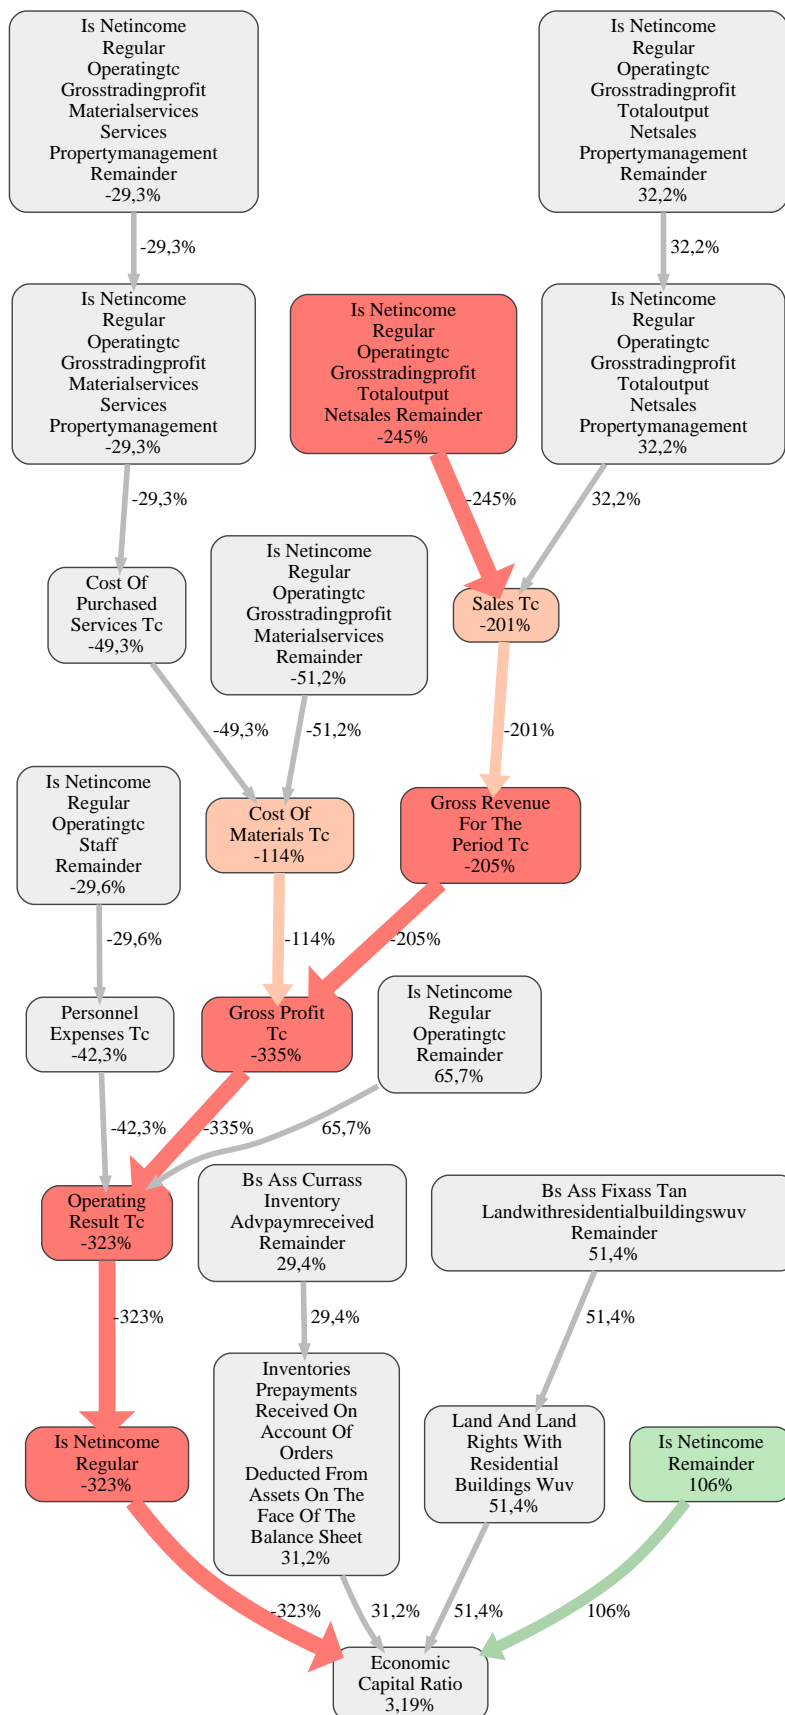 Is Netincome
Regular
Operatingtc
Grosstradingprofit
Materialservices
Services
Propertymanagement
Remainder
-29,3%
Is Netincome
Regular
Operatingtc
Grosstradingprofit
Totaloutput
Netsales
Propertymanagement
Remainder
32,2%
-29,3%
32,2%
Is Netincome
Regular
Operatingtc
Grosstradingprofit
Materialservices
Services
Propertymanagement
-29,3%
Is Netincome
Regular
Operatingtc
Grosstradingprofit
Totaloutput
Netsales Remainder
-245%
Is Netincome
Regular
Operatingtc
Grosstradingprofit
Totaloutput
Netsales
Propertymanagement
32,2%
-29,3%
-245%
32,2%
Cost Of
Purchased
Services Tc
-49,3%
Is Netincome
Regular
Operatingtc
Grosstradingprofit
Materialservices
Remainder
-51,2%
Sales Tc
-201%
-49,3%
-51,2%
-201%
Is Netincome
Regular
Operatingtc
Staff
Remainder
-29,6%
Cost Of
Materials Tc
-114%
Gross Revenue
For The
Period Tc
-205%
-29,6%
-114%
-205%
Personnel
Expenses Tc
-42,3%
Gross Profit
Tc
-335%
Is Netincome
Regular
Operatingtc
Remainder
65,7%
-42,3%
-335%
65,7%
Operating
Result Tc
-323%
Bs Ass Currass
Inventory
Advpaymreceived
Remainder
29,4%
Bs Ass Fixass Tan
Landwithresidentialbuildingswuv
Remainder
51,4%
-323%
29,4%
51,4%
Is Netincome
Regular
-323%
Inventories
Prepayments
Received On
Account Of
Orders
Deducted From
Assets On The
Face Of The
Balance Sheet
31,2%
Land And Land
Rights With
Residential
Buildings Wuv
51,4%
Is Netincome
Remainder
106%
-323%
31,2%
51,4%
106%
Economic
Capital Ratio
3,19%